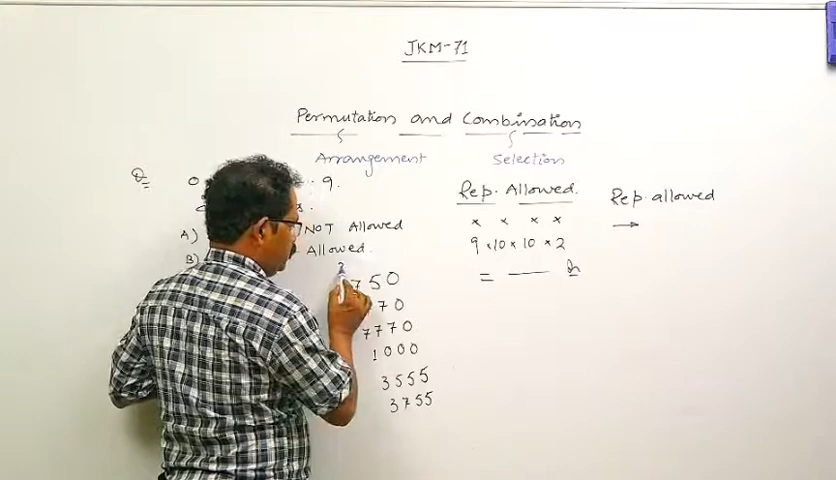 JKM-71
Permutation and Combination
Arrangement Selection
Q 0 9.
Rep. Allowed.
Rep. allowed →
A) NOT Allowed
B) Allowed.
× × × ×
9 × 10 × 10 × 2
= —
750
70
7770
1000
3555
3755